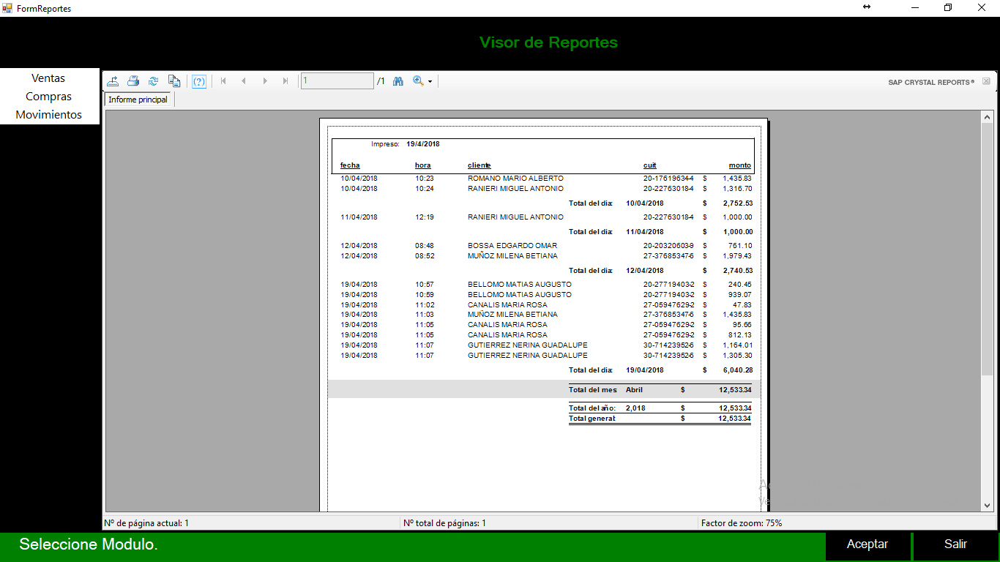 FormReportes
Visor de Reportes
Ventas
Compras
Movimientos
1 /1
SAP CRYSTAL REPORTS®
Informe principal
Impreso: 19/4/2018
fecha hora cliente cuit monto
10/04/2018 10:23 ROMANO MARIO ALBERTO 20-17619634-4 $ 1,435.83
10/04/2018 10:24 RANIERI MIGUEL ANTONIO 20-22763018-4 $ 1,316.70
Total del dia: 10/04/2018 $ 2,752.53
11/04/2018 12:19 RANIERI MIGUEL ANTONIO 20-22763018-4 $ 1,000.00
Total del dia: 11/04/2018 $ 1,000.00
12/04/2018 08:48 BOSSA EDGARDO OMAR 20-20320603-9 $ 761.10
12/04/2018 08:52 MUÑOZ MILENA BETIANA 27-37685347-6 $ 1,979.43
Total del dia: 12/04/2018 $ 2,740.53
19/04/2018 10:57 BELLOMO MATIAS AUGUSTO 20-27719403-2 $ 240.45
19/04/2018 10:59 BELLOMO MATIAS AUGUSTO 20-27719403-2 $ 939.07
19/04/2018 11:02 CANALIS MARIA ROSA 27-05947629-2 $ 47.83
19/04/2018 11:03 MUÑOZ MILENA BETIANA 27-37685347-6 $ 1,435.83
19/04/2018 11:05 CANALIS MARIA ROSA 27-05947629-2 $ 95.66
19/04/2018 11:05 CANALIS MARIA ROSA 27-05947629-2 $ 812.13
19/04/2018 11:07 GUTIERREZ NERINA GUADALUPE 30-71423952-6 $ 1,164.01
19/04/2018 11:07 GUTIERREZ NERINA GUADALUPE 30-71423952-6 $ 1,305.30
Total del dia: 19/04/2018 $ 6,040.28
Total del mes: Abril $ 12,533.34
Total del año: 2,018 $ 12,533.34
Total general: $ 12,533.34
Nº de página actual: 1 Nº total de páginas: 1 Factor de zoom: 75%
Seleccione Modulo. Aceptar Salir